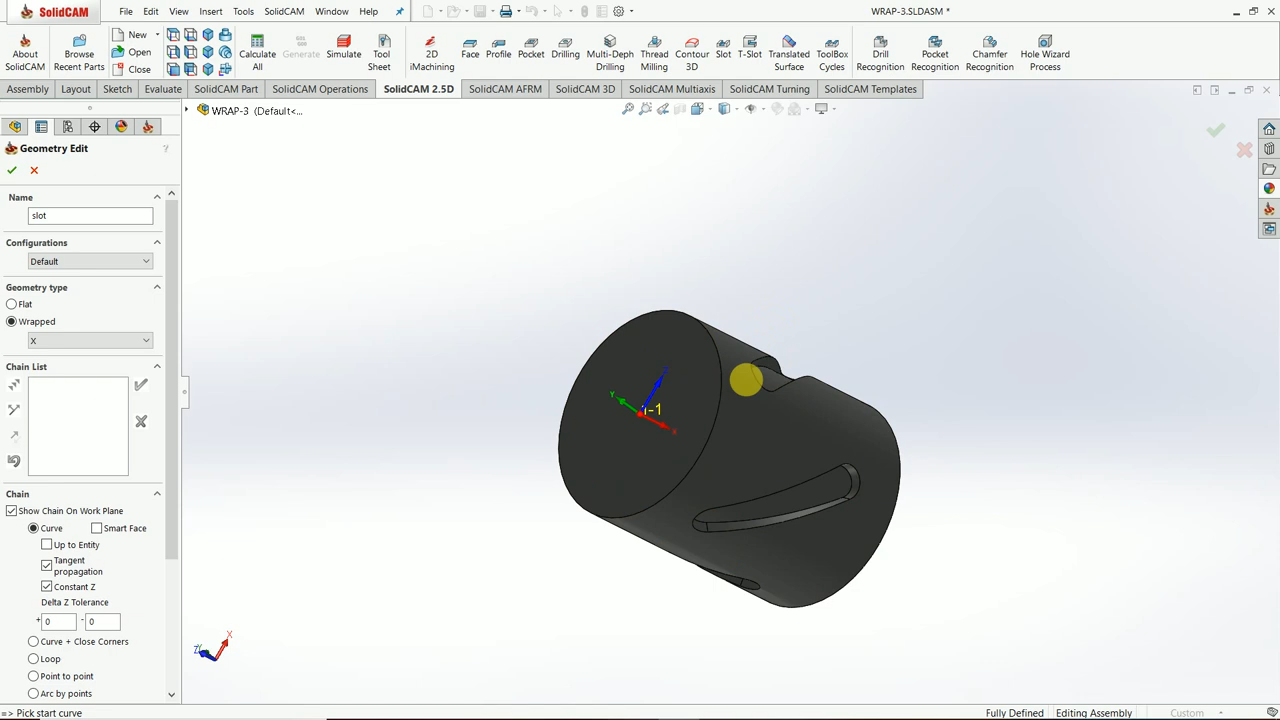 SolidCAM
File Edit View Insert Tools SolidCAM Window Help
WRAP-3.SLDASM *
About SolidCAM
Browse Recent Parts
New
Open
Close
Calculate All
Generate
Simulate
Tool Sheet
2D iMachining
Face
Profile
Pocket
Drilling
Multi-Depth Drilling
Thread Milling
Contour 3D
Slot
T-Slot
Translated Surface
ToolBox Cycles
Drill Recognition
Pocket Recognition
Chamfer Recognition
Hole Wizard Process
Assembly Layout Sketch Evaluate SolidCAM Part SolidCAM Operations SolidCAM 2.5D SolidCAM AFRM SolidCAM 3D SolidCAM Multiaxis SolidCAM Turning SolidCAM Templates
WRAP-3 (Default<...
Geometry Edit
Name
slot
Configurations
Default
Geometry type
Flat
Wrapped
X
Chain List
Chain
Show Chain On Work Plane
Curve Smart Face
Up to Entity
Tangent
propagation
Constant Z
Delta Z Tolerance
+ 0 - 0
Curve + Close Corners
Loop
Point to point
Arc by points
Z
Y
X
X
=> Pick start curve
Fully Defined Editing Assembly Custom